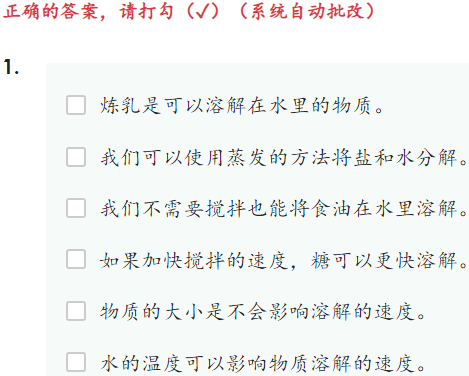 正确的答案，请打勾（✓）（系统自动批改）
1.
炼乳是可以溶解在水里的物质。
我们可以使用蒸发的方法将盐和水分解。
我们不需要搅拌也能将食油在水里溶解。
如果加快搅拌的速度，糖可以更快溶解。
物质的大小是不会影响溶解的速度。
水的温度可以影响物质溶解的速度。